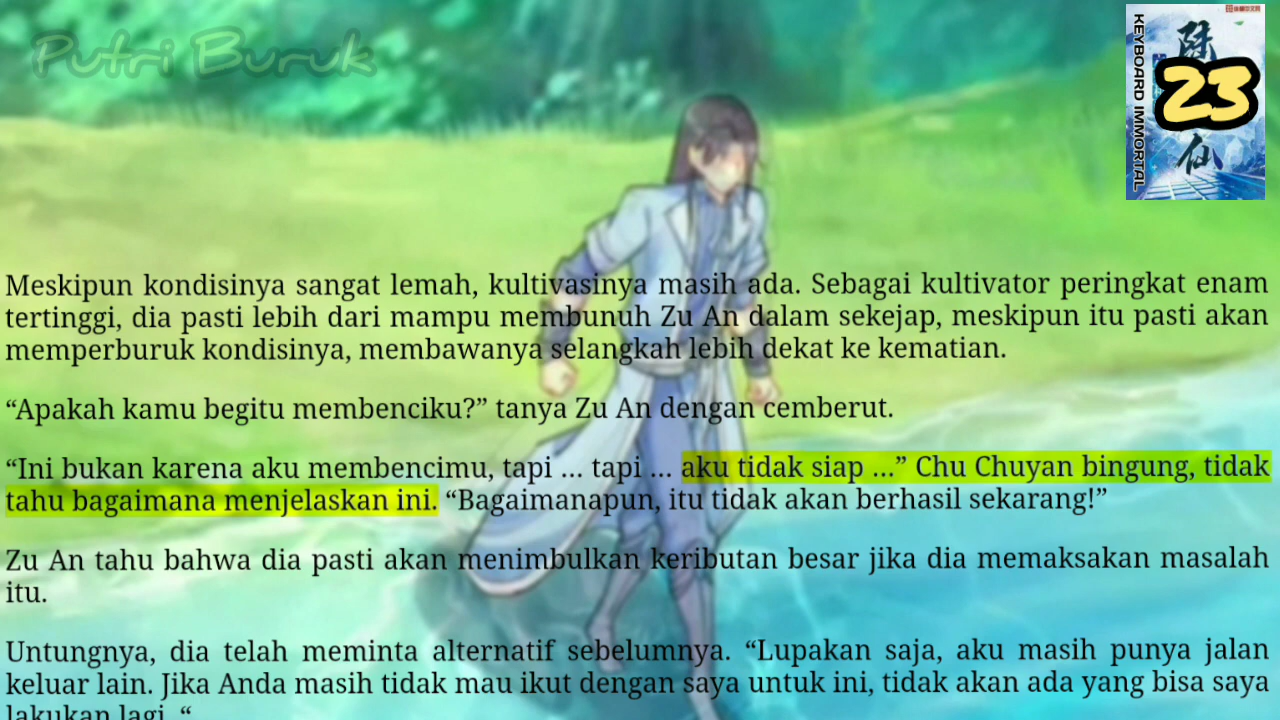 Putri Buruk
KEYBOARD IMMORTAL
23
仙
Meskipun kondisinya sangat lemah, kultivasinya masih ada. Sebagai kultivator peringkat enam
tertinggi, dia pasti lebih dari mampu membunuh Zu An dalam sekejap, meskipun itu pasti akan
memperburuk kondisinya, membawanya selangkah lebih dekat ke kematian.
“Apakah kamu begitu membenciku?” tanya Zu An dengan cemberut.
“Ini bukan karena aku membencimu, tapi ... tapi ... aku tidak siap ...” Chu Chuyan bingung, tidak
tahu bagaimana menjelaskan ini. “Bagaimanapun, itu tidak akan berhasil sekarang!”
Zu An tahu bahwa dia pasti akan menimbulkan keributan besar jika dia memaksakan masalah
itu.
Untungnya, dia telah meminta alternatif sebelumnya. “Lupakan saja, aku masih punya jalan
keluar lain. Jika Anda masih tidak mau ikut dengan saya untuk ini, tidak akan ada yang bisa saya
lakukan lagi. “